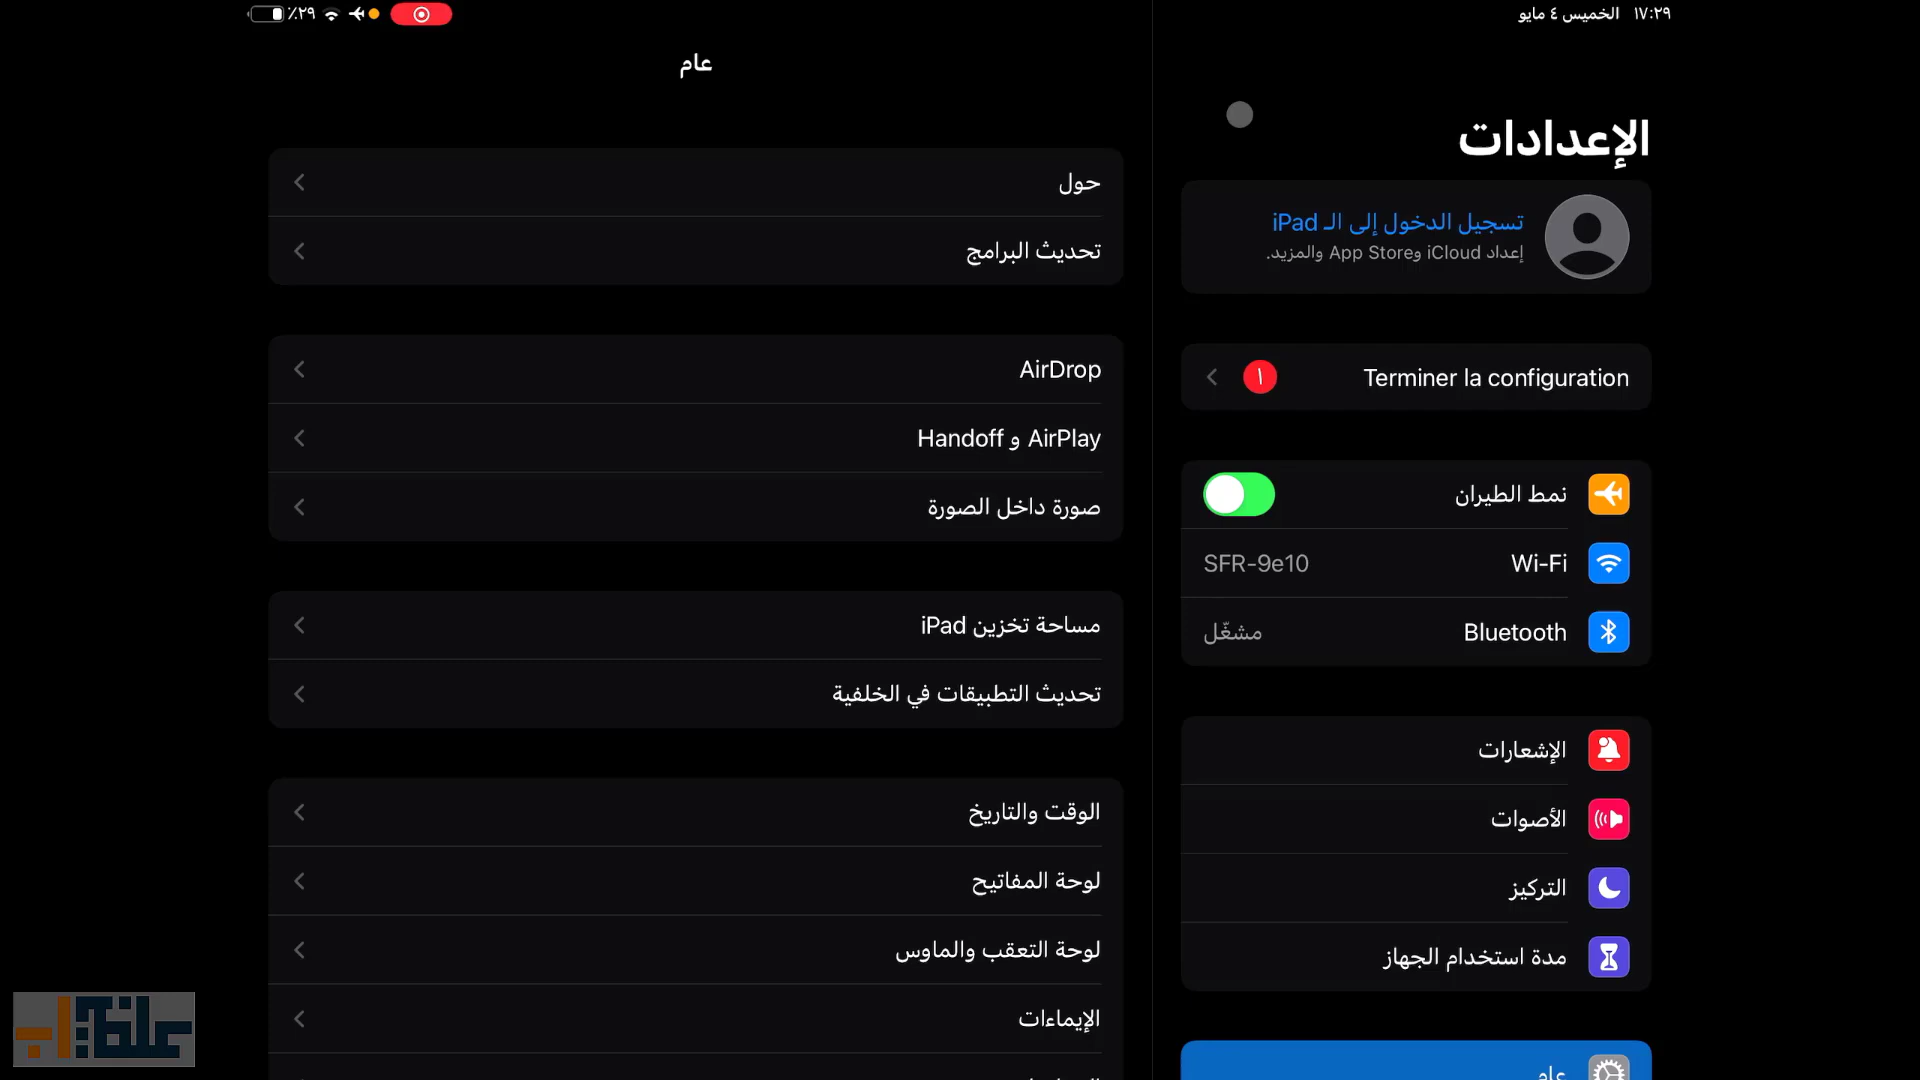 ١٧:٢٩ الخميس ٤ مايو
٪٢٩
الإعدادات
تسجيل الدخول إلى الـ iPad
إعداد iCloud وApp Store والمزيد.
Terminer la configuration
١
نمط الطيران
Wi-Fi
SFR-9e10
Bluetooth
مشغّل
الإشعارات
الأصوات
التركيز
مدة استخدام الجهاز
عام
عام
حول
تحديث البرامج
AirDrop
AirPlay و Handoff
صورة داخل الصورة
مساحة تخزين iPad
تحديث التطبيقات في الخلفية
الوقت والتاريخ
لوحة المفاتيح
لوحة التعقب والماوس
الإيماءات